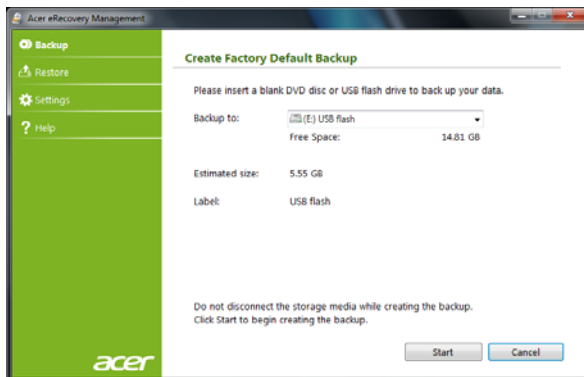 Acer eRecovery Management
Backup
Restore
Settings
? Help
Create Factory Default Backup
Please insert a blank DVD disc or USB flash drive to back up your data.
Backup to: (E:) USB flash
Free Space: 14.81 GB
Estimated size: 5.55 GB
Label: USB flash
Do not disconnect the storage media while creating the backup.
Click Start to begin creating the backup.
Start Cancel
acer